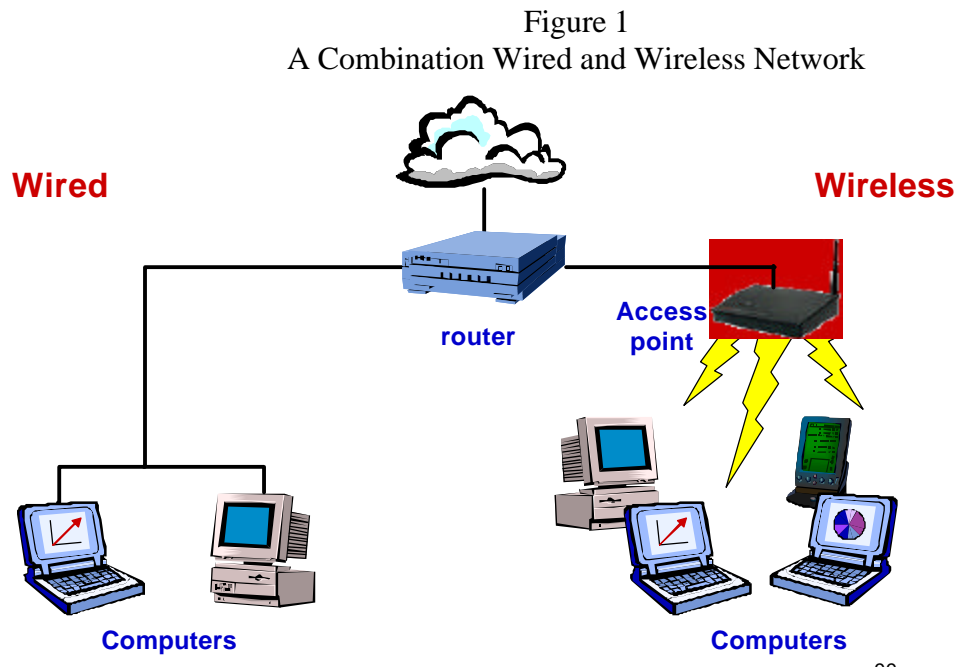 Figure 1
A Combination Wired and Wireless Network
Wired
Wireless
router
Access
point
Computers
Computers